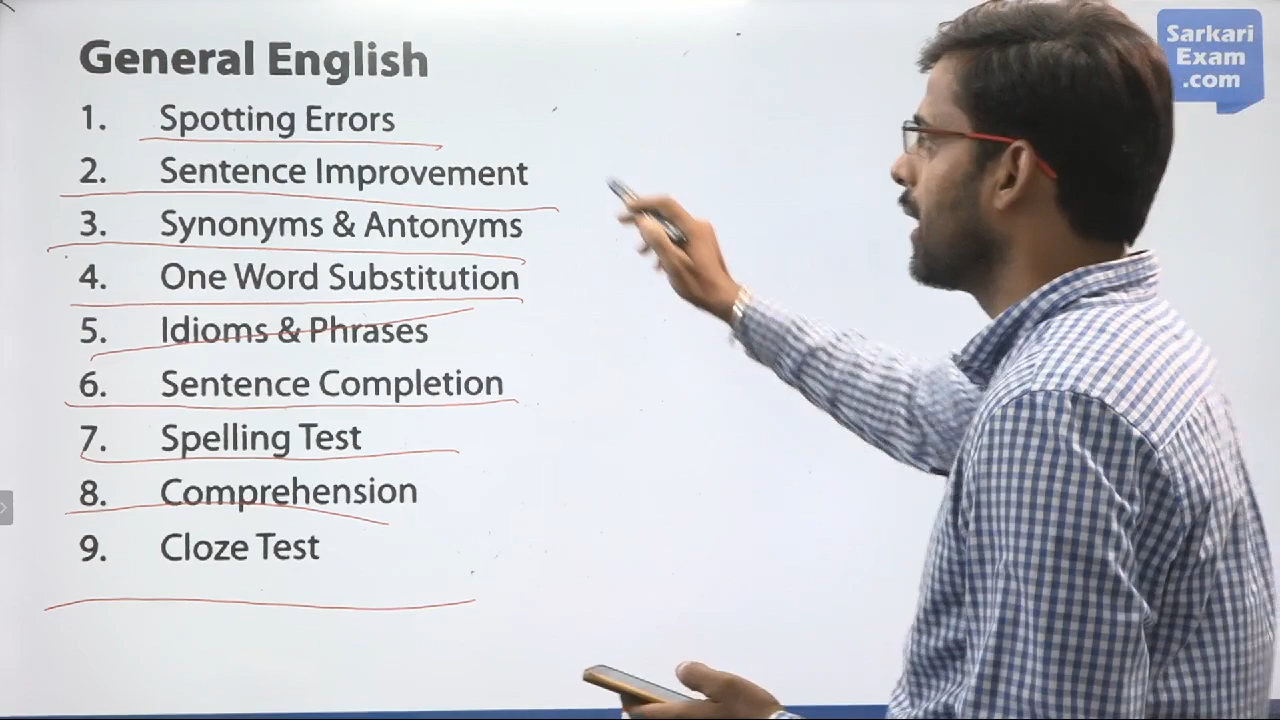 General English
1. Spotting Errors
2. Sentence Improvement
3. Synonyms & Antonyms
4. One Word Substitution
5. Idioms & Phrases
6. Sentence Completion
7. Spelling Test
8. Comprehension
9. Cloze Test
Sarkari
Exam
.com